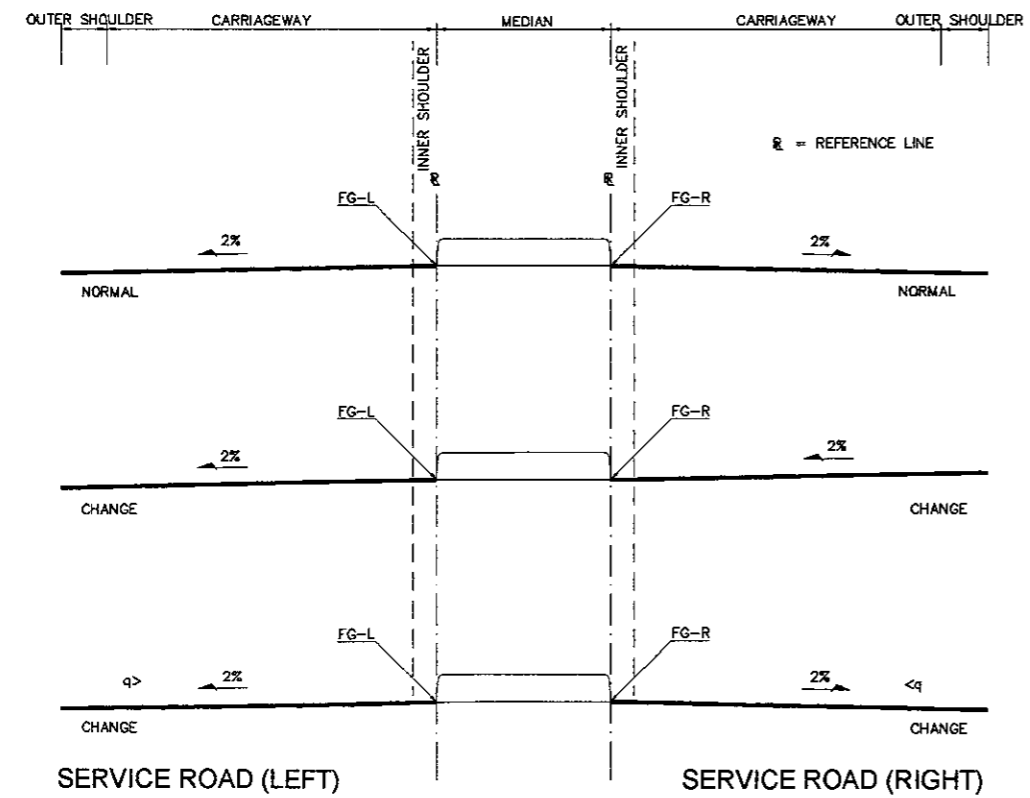 OUTER SHOULDER CARRIAGEWAY MEDIAN CARRIAGEWAY OUTER SHOULDER
INNER SHOULDER
INNER SHOULDER
= REFERENCE LINE
FG-L FG-R
2% 2%
NORMAL NORMAL
FG-L FG-R
2% 2%
CHANGE CHANGE
FG-L FG-R
q> 2% 2% <q
CHANGE CHANGE
SERVICE ROAD (LEFT) SERVICE ROAD (RIGHT)